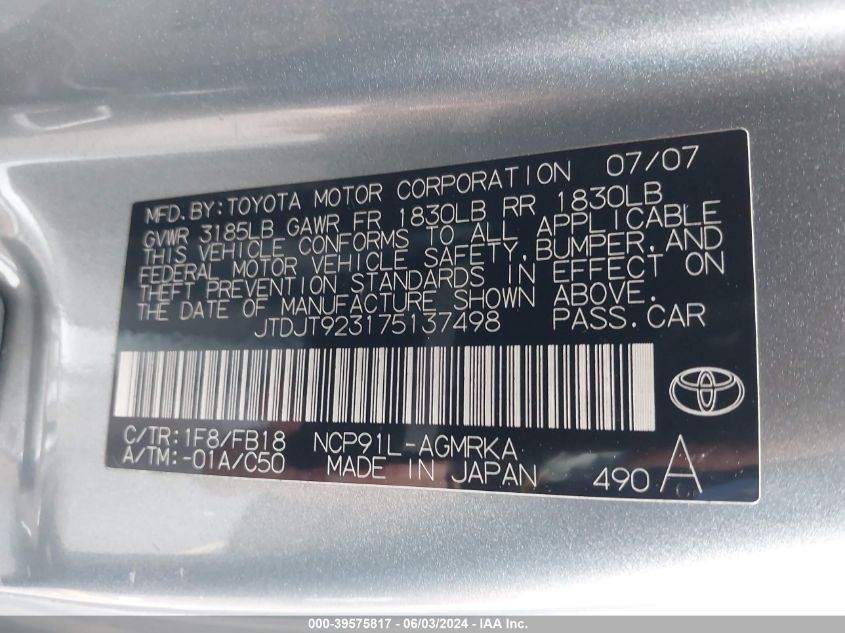 MFD. BY: TOYOTA MOTOR CORPORATION 07/07
GVWR 3185LB GAWR FR 1830LB RR 1830LB
THIS VEHICLE CONFORMS TO ALL APPLICABLE
FEDERAL MOTOR VEHICLE SAFETY, BUMPER, AND
THEFT PREVENTION STANDARDS IN EFFECT ON
THE DATE OF MANUFACTURE SHOWN ABOVE.
JTDJT923175137498 PASS. CAR
C/TR: 1F8/FB18 NCP91L-AGMRKA
A/TM: -01A/C50 MADE IN JAPAN 490 A
000-39575817 - 06/03/2024 - IAA Inc.